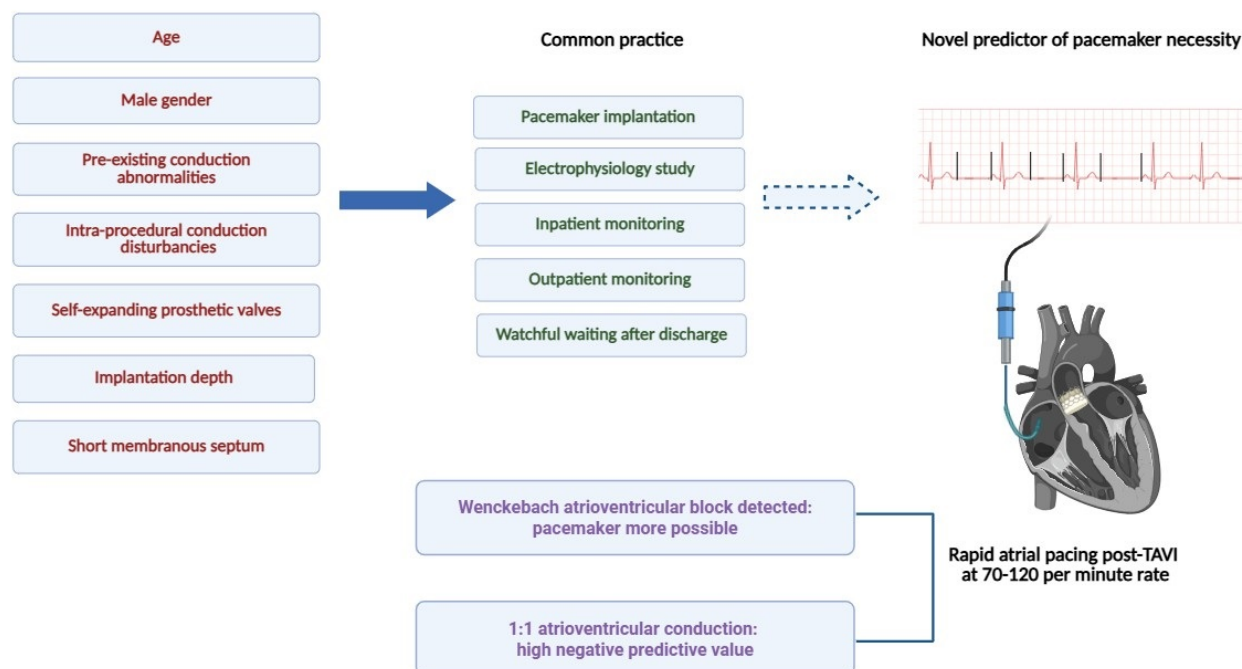 Age
Male gender
Pre-existing conduction
abnormalities
Intra-procedural conduction
disturbancies
Self-expanding prosthetic valves
Implantation depth
Short membranous septum
Common practice
Pacemaker implantation
Electrophysiology study
Inpatient monitoring
Outpatient monitoring
Watchful waiting after discharge
Novel predictor of pacemaker necessity
Rapid atrial pacing post-TAVI
at 70-120 per minute rate
Wenckebach atrioventricular block detected:
pacemaker more possible
1:1 atrioventricular conduction:
high negative predictive value